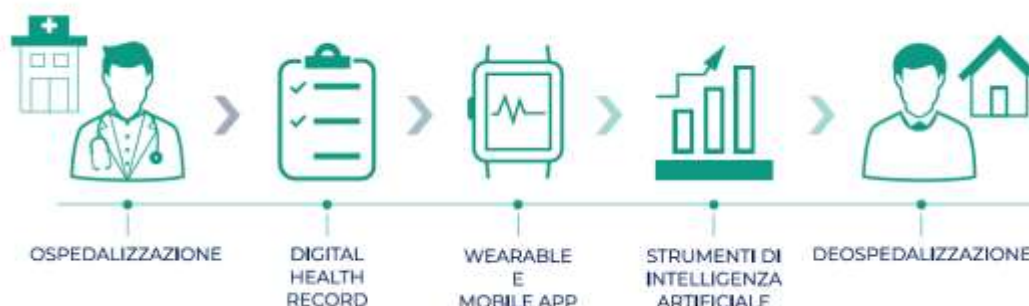 OSPEDALIZZAZIONE
DIGITAL
HEALTH
RECORD
WEARABLE
E
MOBILE APP
STRUMENTI DI
INTELLIGENZA
ARTIFICIALE
DEOSPEDALIZZAZIONE